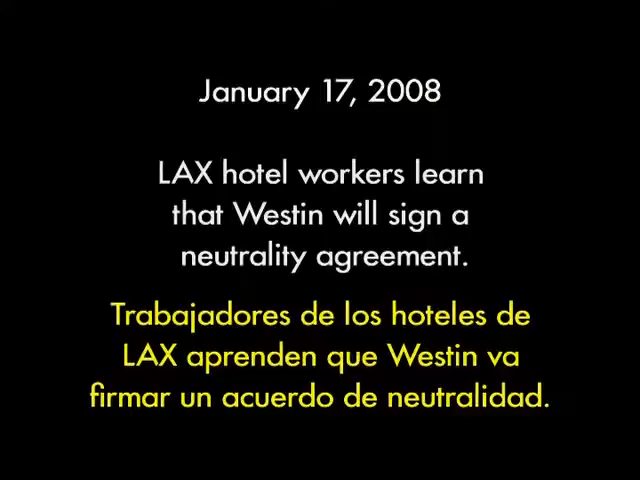 January 17, 2008
LAX hotel workers learn
that Westin will sign a
neutrality agreement.
Trabajadores de los hoteles de
LAX aprenden que Westin va
firmar un acuerdo de neutralidad.